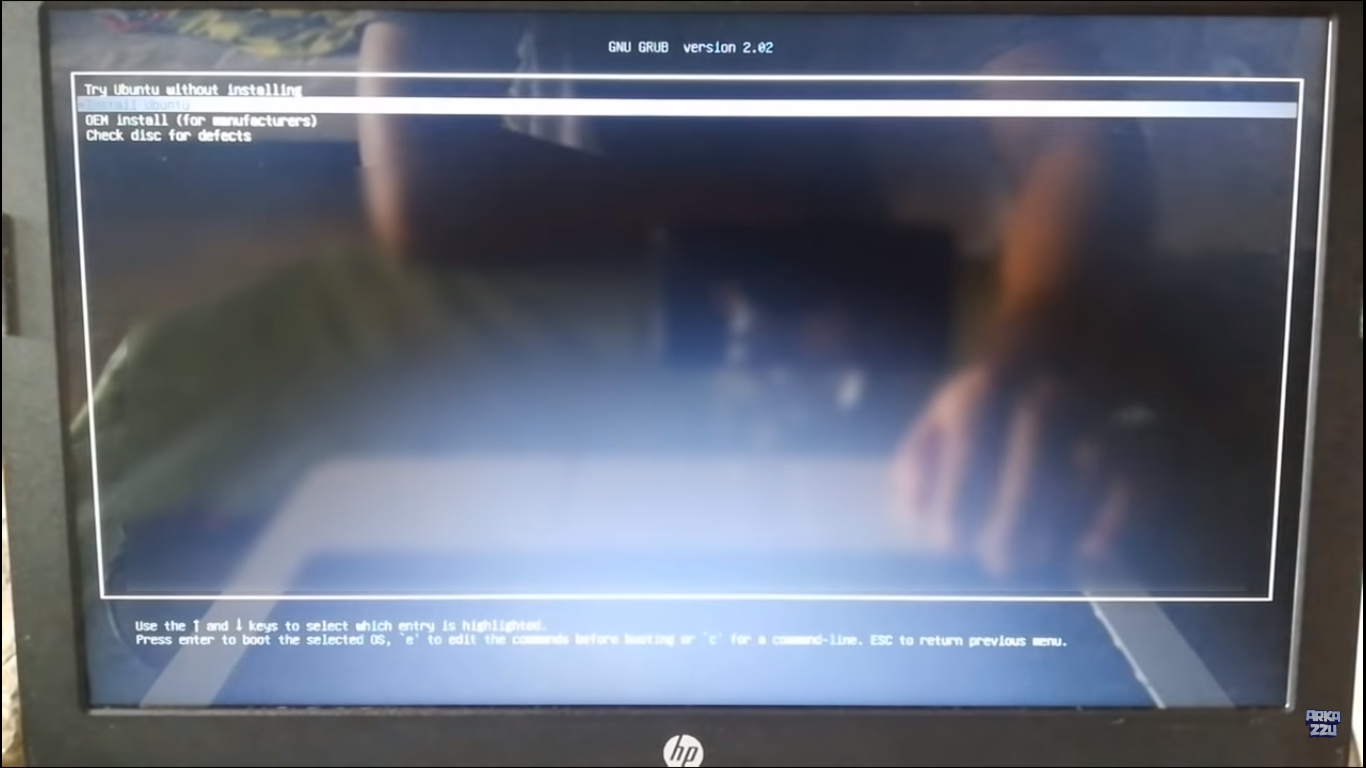 GNU GRUB version 2.02
Try Ubuntu without installing
*Install Ubuntu
OEM install (for manufacturers)
Check disc for defects
Use the ↑ and ↓ keys to select which entry is highlighted.
Press enter to boot the selected OS, `e' to edit the commands before booting or `c' for a command-line. ESC to return previous menu.
hp
ARKA
ZZU